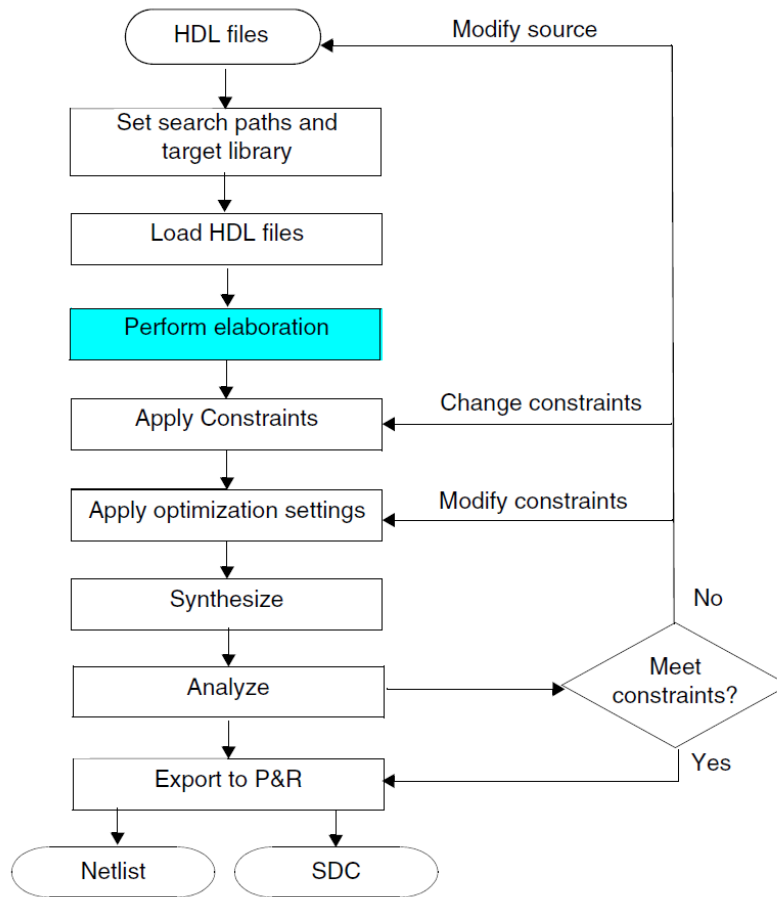 HDL files
Modify source
Set search paths and
target library
Load HDL files
Perform elaboration
Apply Constraints
Change constraints
Apply optimization settings
Modify constraints
Synthesize
No
Analyze
Meet
constraints?
Yes
Export to P&R
Netlist
SDC